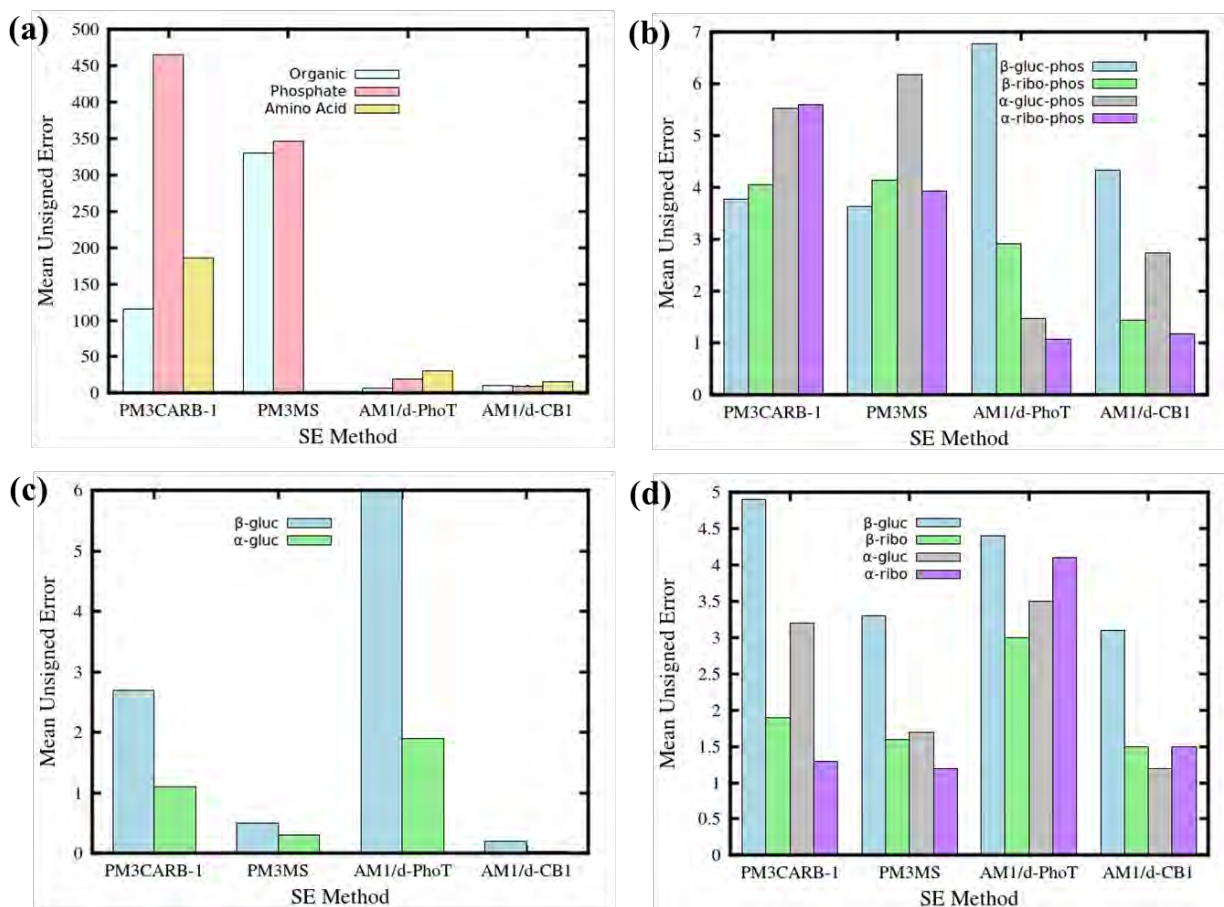 (a)
Mean Unsigned Error
500
450
400
350
300
250
200
150
100
50
0
Organic
Phosphate
Amino Acid
PM3CARB-1 PM3MS AM1/d-PhoT AM1/d-CB1
SE Method
(b)
Mean Unsigned Error
7
6
5
4
3
2
1
0
β-gluc-phos
β-ribo-phos
α-gluc-phos
α-ribo-phos
PM3CARB-1 PM3MS AM1/d-PhoT AM1/d-CB1
SE Method
(c)
Mean Unsigned Error
6
5
4
3
2
1
0
β-gluc
α-gluc
PM3CARB-1 PM3MS AM1/d-PhoT AM1/d-CB1
SE Method
(d)
Mean Unsigned Error
5
4.5
4
3.5
3
2.5
2
1.5
1
0.5
0
β-gluc
β-ribo
α-gluc
α-ribo
PM3CARB-1 PM3MS AM1/d-PhoT AM1/d-CB1
SE Method